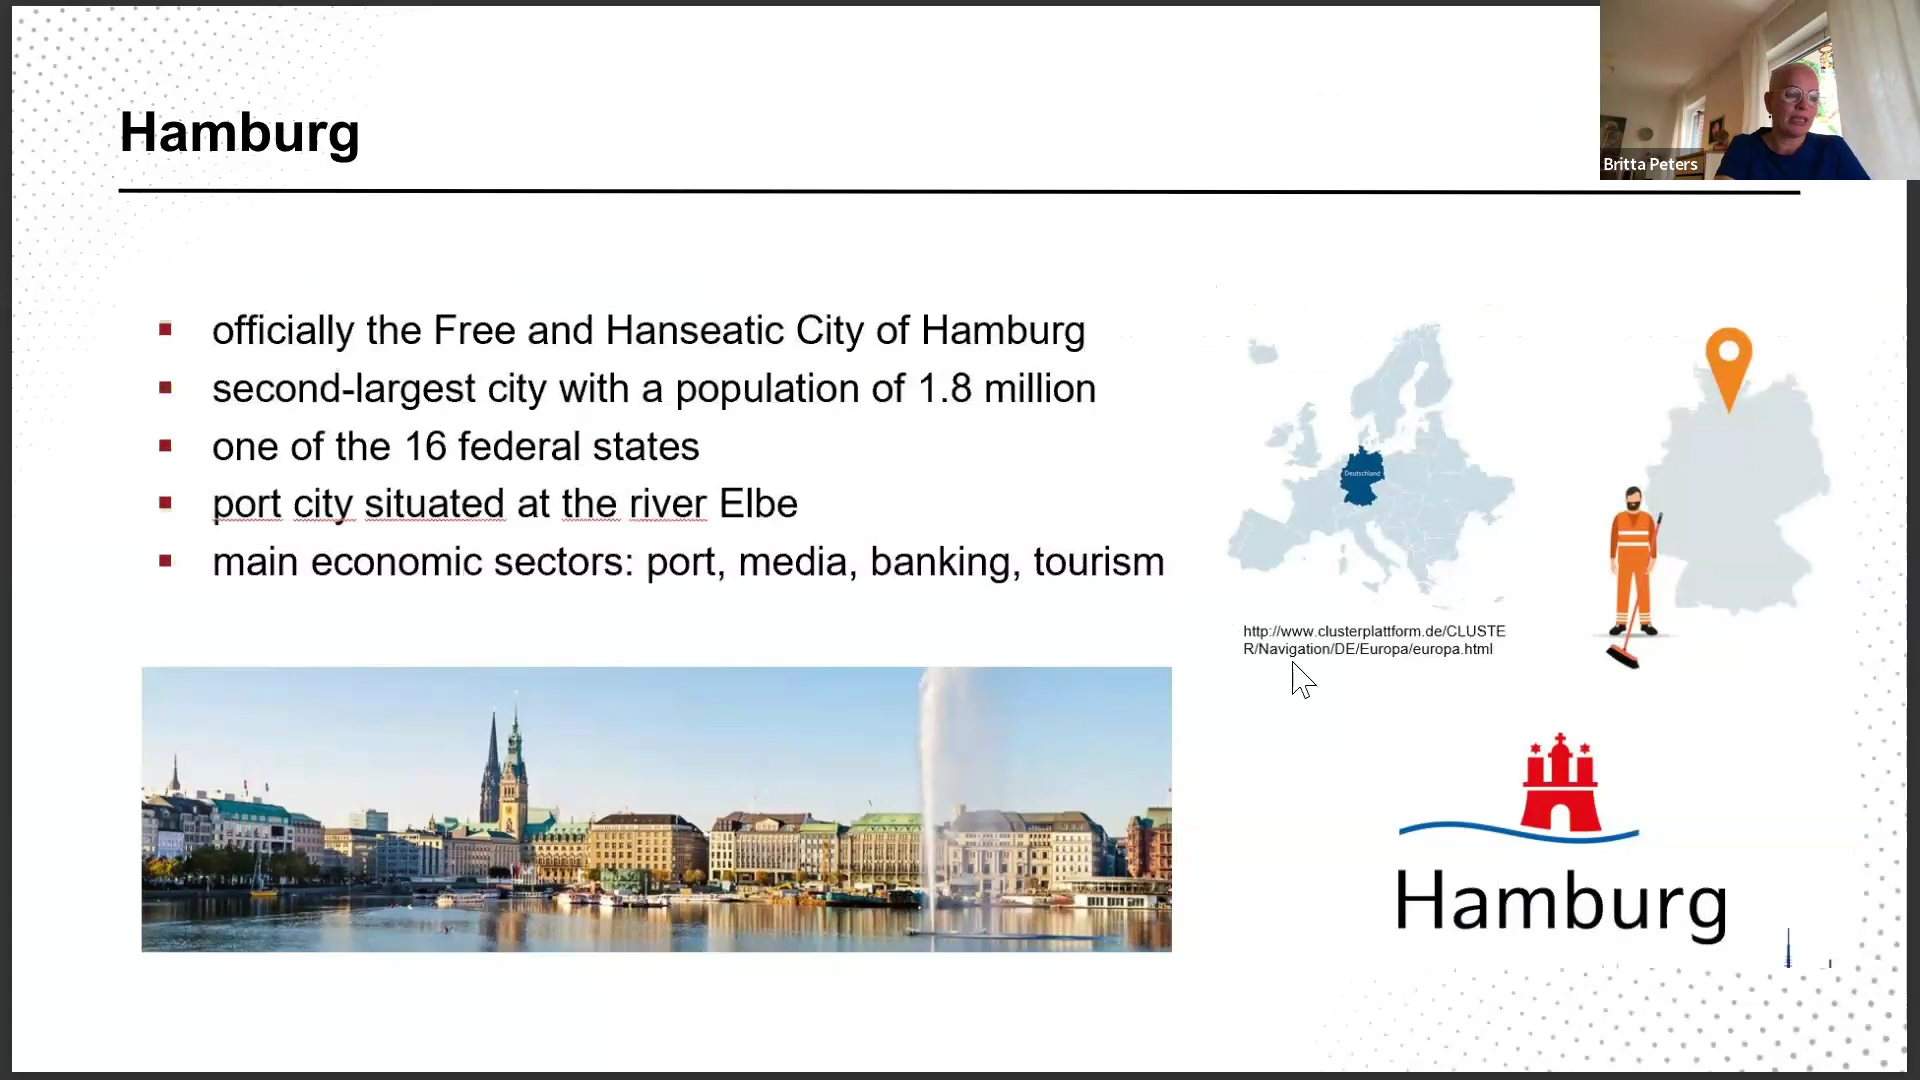 Hamburg
Britta Peters
officially the Free and Hanseatic City of Hamburg
second-largest city with a population of 1.8 million
one of the 16 federal states
port city situated at the river Elbe
main economic sectors: port, media, banking, tourism
Deutschland
http://www.clusterplattform.de/CLUSTE
R/Navigation/DE/Europa/europa.html
Hamburg